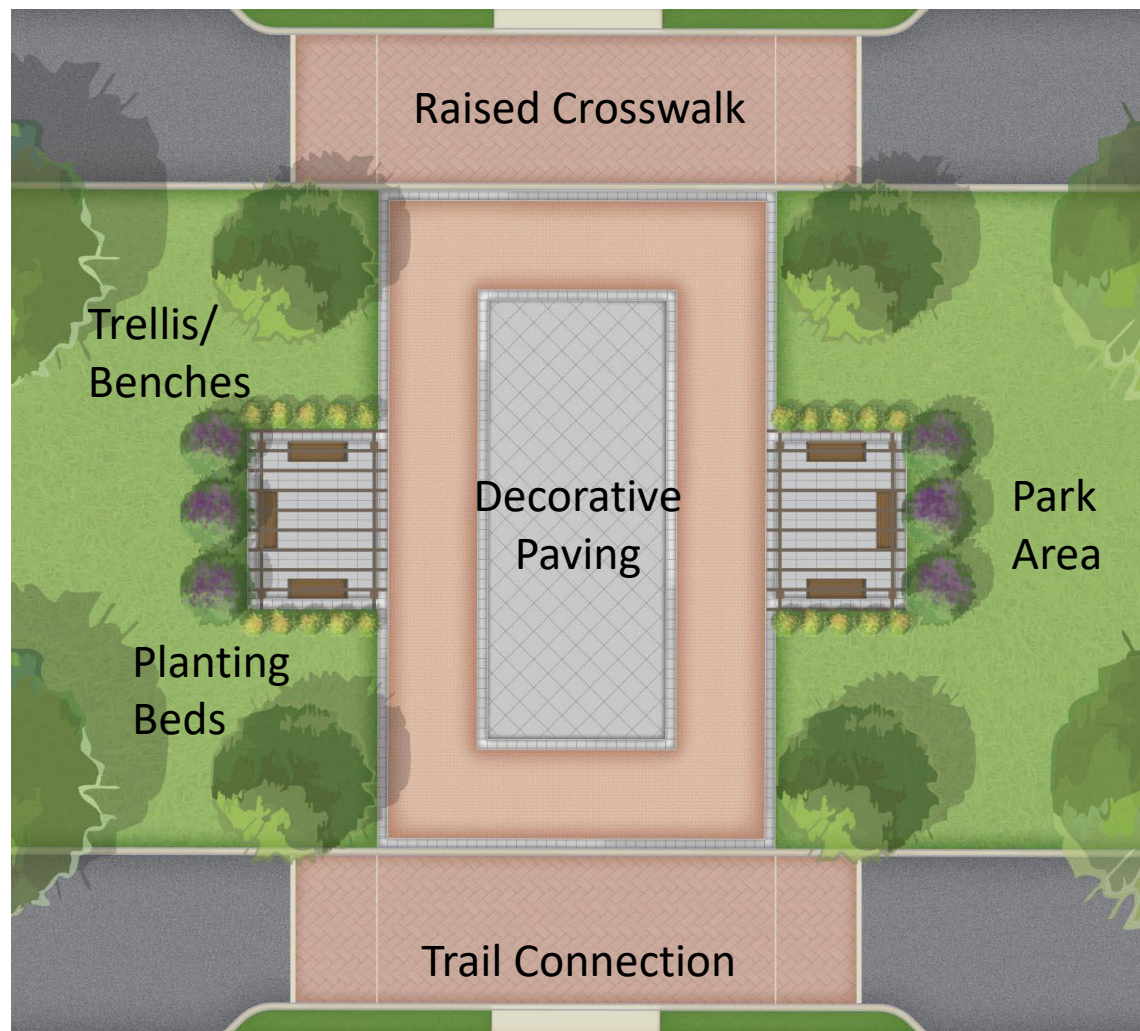 Raised Crosswalk
Trellis/
Benches
Decorative
Paving
Park
Area
Planting
Beds
Trail Connection